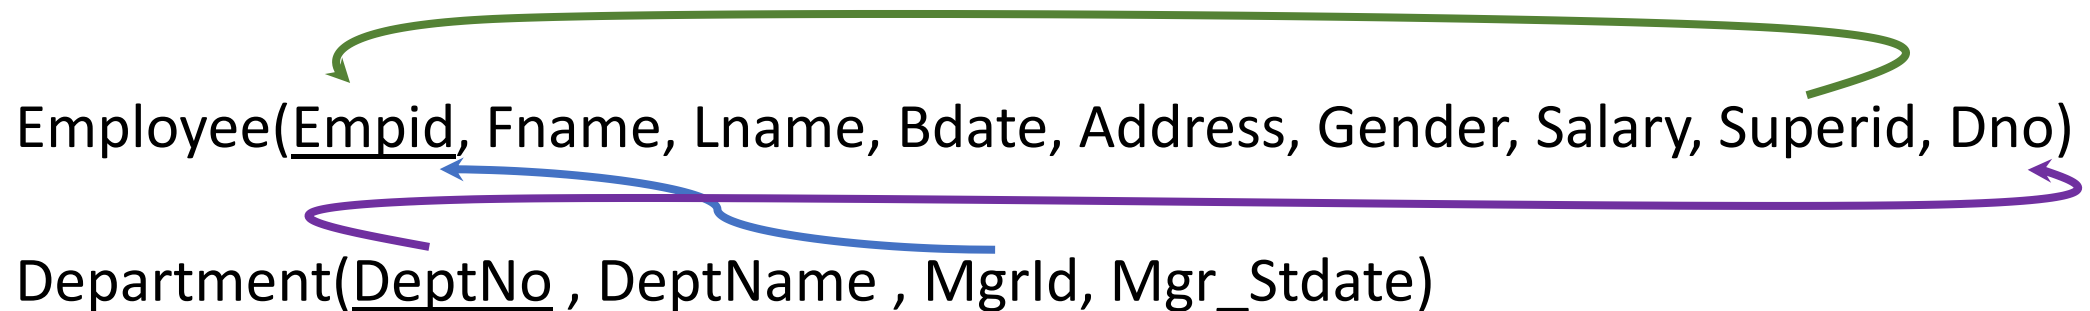 Employee(Empid, Fname, Lname, Bdate, Address, Gender, Salary, Superid, Dno)
Department(DeptNo , DeptName , MgrId, Mgr_Stdate)